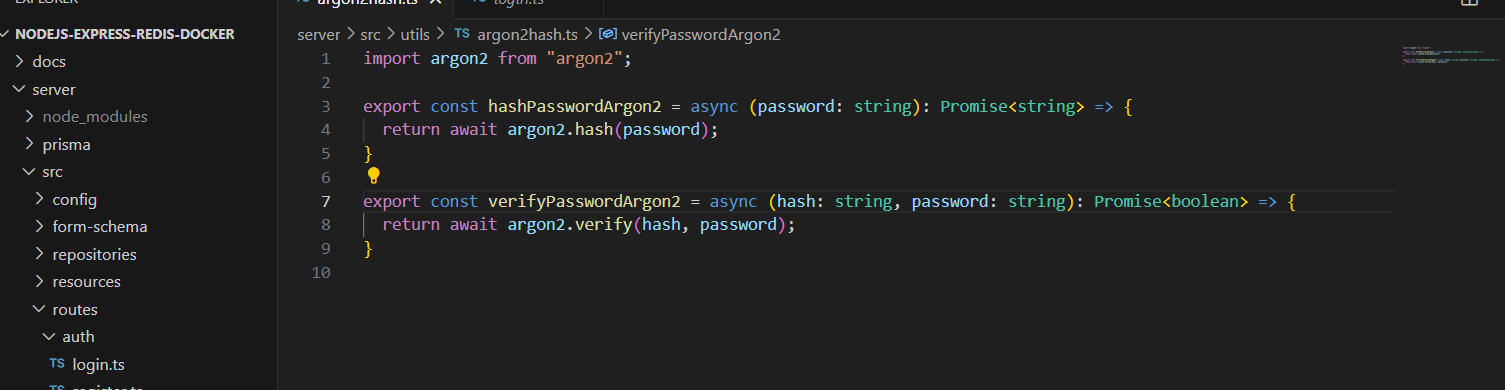 EXPLORER
argon2hash.ts
login.ts
NODEJS-EXPRESS-REDIS-DOCKER
docs
server
node_modules
prisma
src
config
form-schema
repositories
resources
routes
auth
TS login.ts
TS register.ts
server > src > utils > TS argon2hash.ts > verifyPasswordArgon2
1 import argon2 from "argon2";
2
3 export const hashPasswordArgon2 = async (password: string): Promise<string> => {
4 return await argon2.hash(password);
5 }
6
7 export const verifyPasswordArgon2 = async (hash: string, password: string): Promise<boolean> => {
8 return await argon2.verify(hash, password);
9 }
10